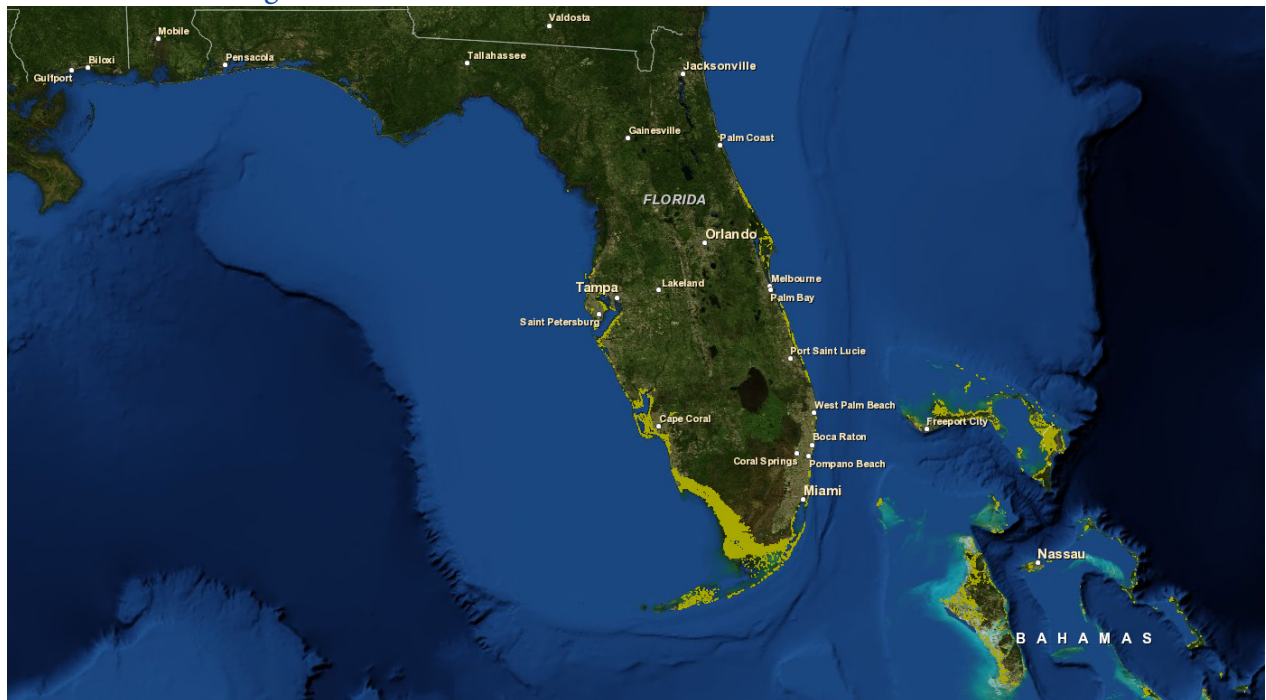 Valdosta
Mobile
Tallahassee
Pensacola
Biloxi
Jacksonville
Gulfport
Gainesville
Palm Coast
FLORIDA
Orlando
Melbourne
Tampa
Lakeland
Palm Bay
Saint Petersburg
Port Saint Lucie
West Palm Beach
Cape Coral
Freeport City
Boca Raton
Coral Springs
Pompano Beach
Miami
Nassau
BAHAMAS